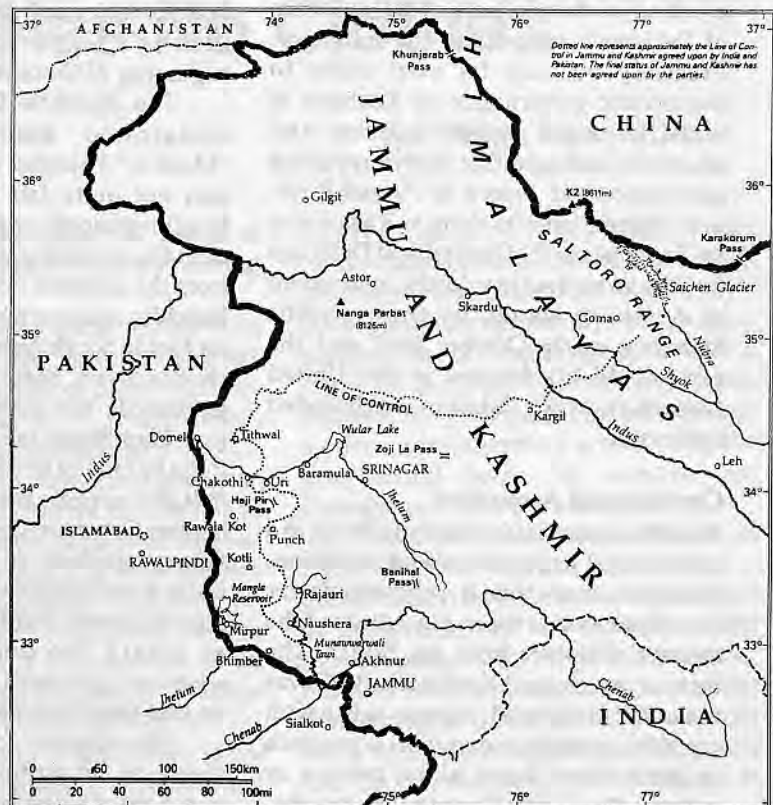 37°
74°
75°
76°
77°
37°
AFGHANISTAN
Khunjerab
Pass
Dotted line represents approximately the Line of Con-
trol in Jammu and Kashmir agreed upon by India and
Pakistan. The final status of Jammu and Kashmir has
not been agreed upon by the parties.
HIMALAYAS
JAMMU
AND
KASHMIR
CHINA
36°
36°
K2 (8611m)
Gilgit
SALTORO RANGE
Karakorum
Pass
Saichen Glacier
Astor
Skardu
Goma
Nanga Parbat
(8126m)
Nubra
35°
35°
PAKISTAN
Shyok
LINE OF CONTROL
Kargil
Indus
Domel
Tithwal
Wular Lake
Zoji La Pass
Leh
Indus
Baramula
SRINAGAR
Chakothi
Uri
34°
34°
Haji Pir
Pass
Jhelum
ISLAMABAD
Rawala Kot
Punch
RAWALPINDI
Kotli
Banihal
Pass
Mangla
Reservoir
Rajauri
33°
33°
Mirpur
Naushera
Munawwarwali
Tawi
Bhimber
Akhnur
Chenab
Jhelum
JAMMU
INDIA
Chenab
Sialkot
0 50 100 150km
0 20 40 60 80 100mi
73°
74°
75°
76°
77°